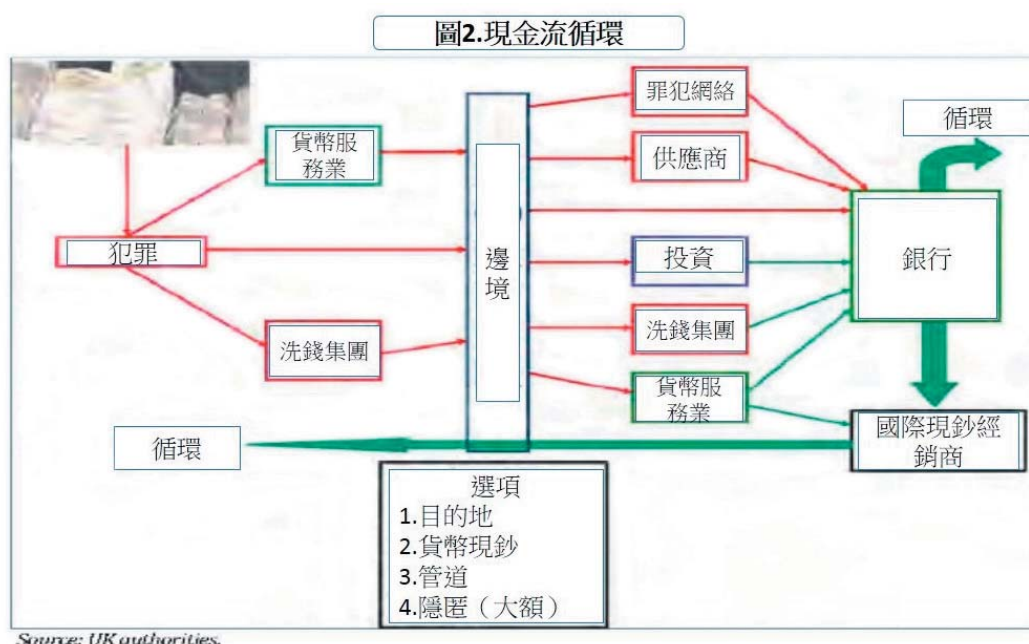 圖2.現金流循環
罪犯網絡
循環
貨幣服
務業
供應商
犯罪
邊
境
投資
銀行
洗錢集團
洗錢集團
貨幣服
務業
循環
國際現鈔經
銷商
選項
1.目的地
2.貨幣現鈔
3.管道
4.隱匿（大額）
Source: UK authorities.